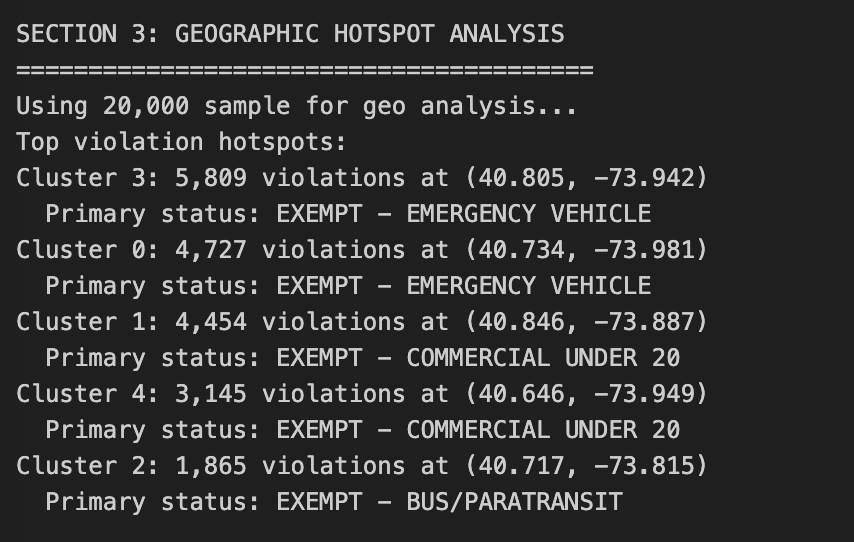 SECTION 3: GEOGRAPHIC HOTSPOT ANALYSIS
========================================
Using 20,000 sample for geo analysis...
Top violation hotspots:
Cluster 3: 5,809 violations at (40.805, -73.942)
  Primary status: EXEMPT - EMERGENCY VEHICLE
Cluster 0: 4,727 violations at (40.734, -73.981)
  Primary status: EXEMPT - EMERGENCY VEHICLE
Cluster 1: 4,454 violations at (40.846, -73.887)
  Primary status: EXEMPT - COMMERCIAL UNDER 20
Cluster 4: 3,145 violations at (40.646, -73.949)
  Primary status: EXEMPT - COMMERCIAL UNDER 20
Cluster 2: 1,865 violations at (40.717, -73.815)
  Primary status: EXEMPT - BUS/PARATRANSIT